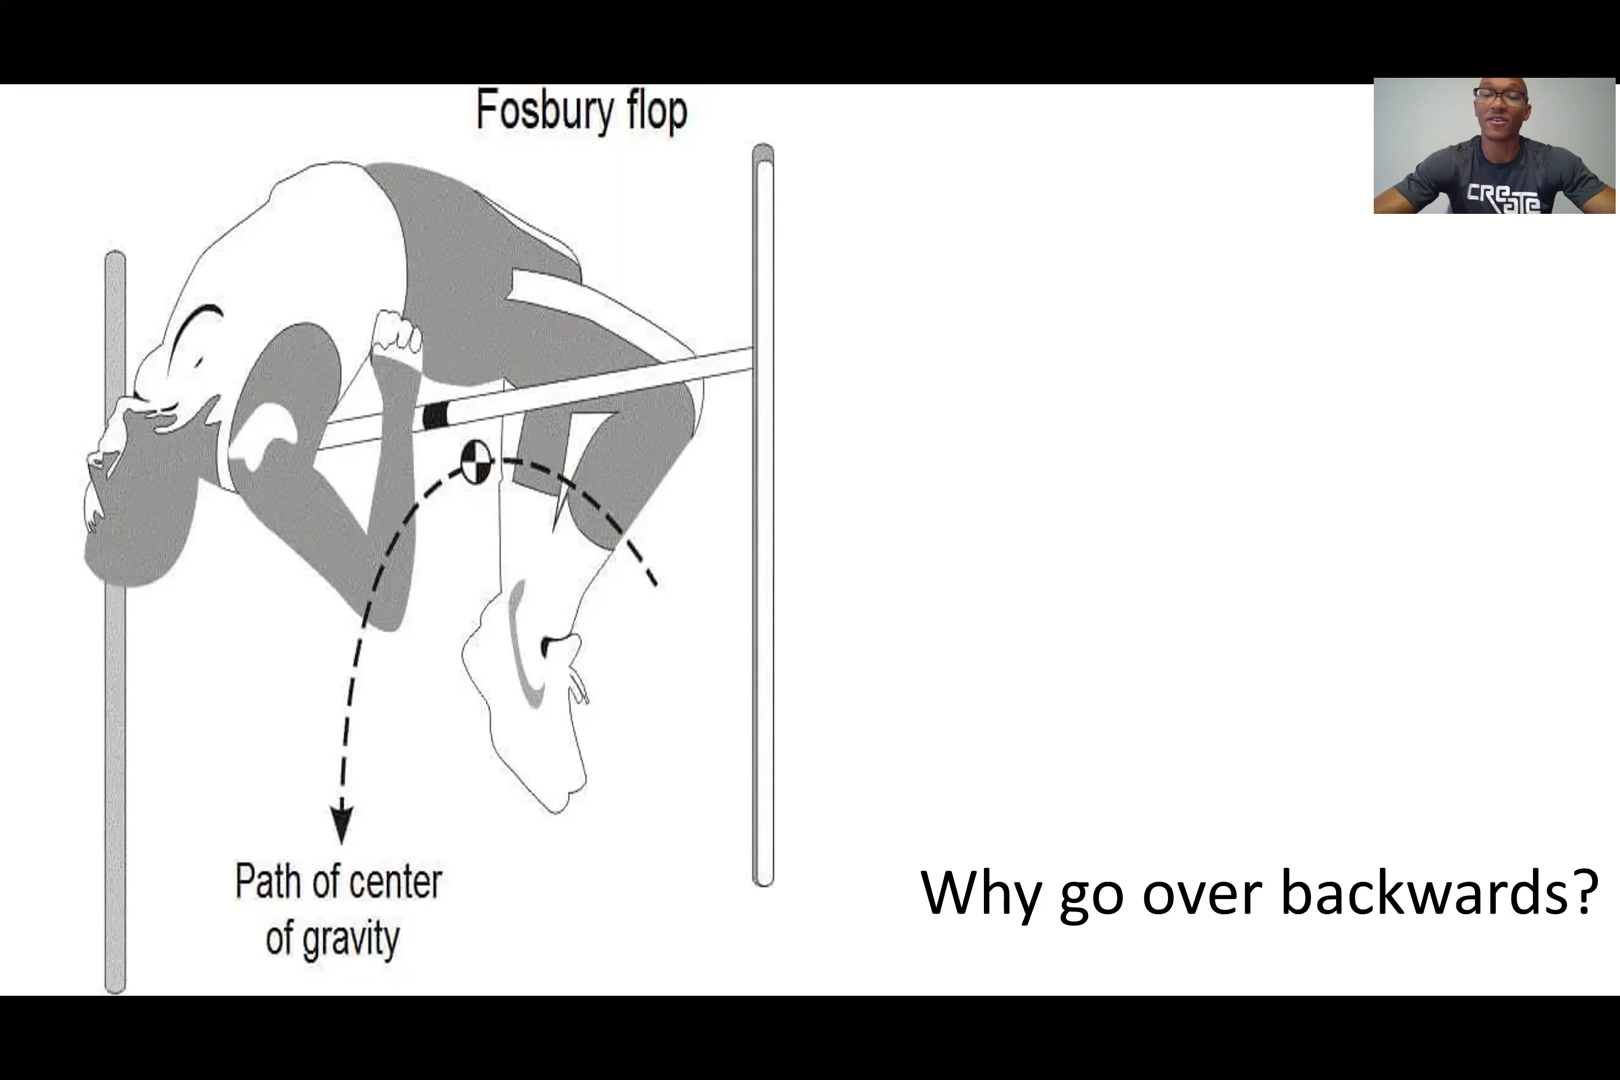 Fosbury flop
CREATE
Path of center
of gravity
Why go over backwards?